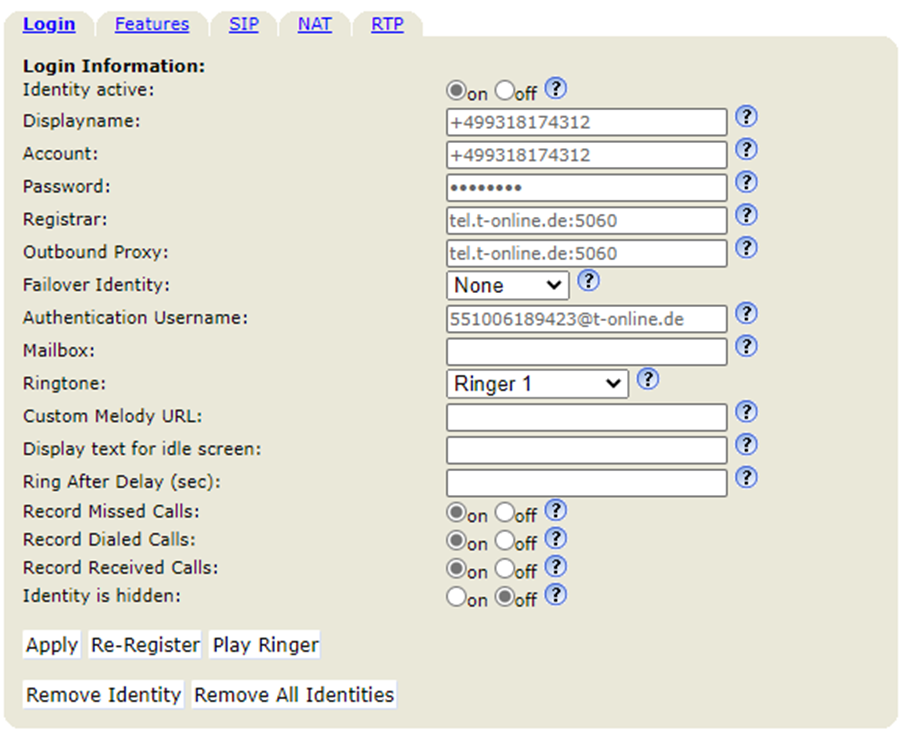 Login Features SIP NAT RTP
Login Information:
Identity active: on off ?
Displayname: +499318174312 ?
Account: +499318174312 ?
Password: •••••••• ?
Registrar: tel.t-online.de:5060 ?
Outbound Proxy: tel.t-online.de:5060 ?
Failover Identity: None ?
Authentication Username: 551006189423@t-online.de ?
Mailbox: ?
Ringtone: Ringer 1 ?
Custom Melody URL: ?
Display text for idle screen: ?
Ring After Delay (sec): ?
Record Missed Calls: on off ?
Record Dialed Calls: on off ?
Record Received Calls: on off ?
Identity is hidden: on off ?
Apply Re-Register Play Ringer
Remove Identity Remove All Identities